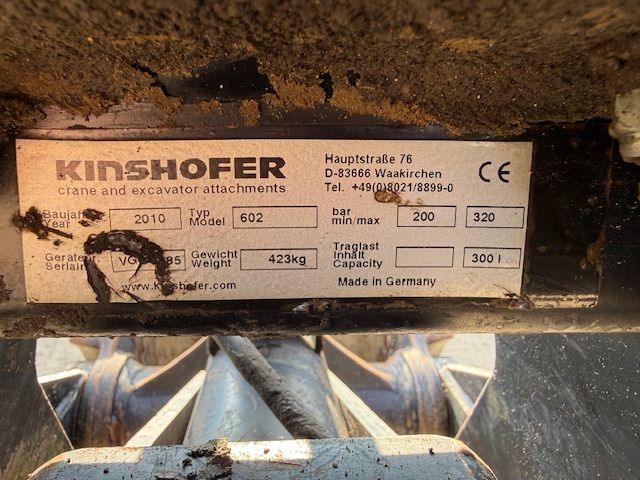 KINSHOFER
crane and excavator attachments
Hauptstraße 76
D-83666 Waakirchen
Tel. +49(0)8021/8899-0
CE
Baujahr Year 2010 Typ Model 602 bar min/max 200 320
Gewicht Weight 423kg Traglast Inhalt Capacity 300 l
www.kinshofer.com Made in Germany